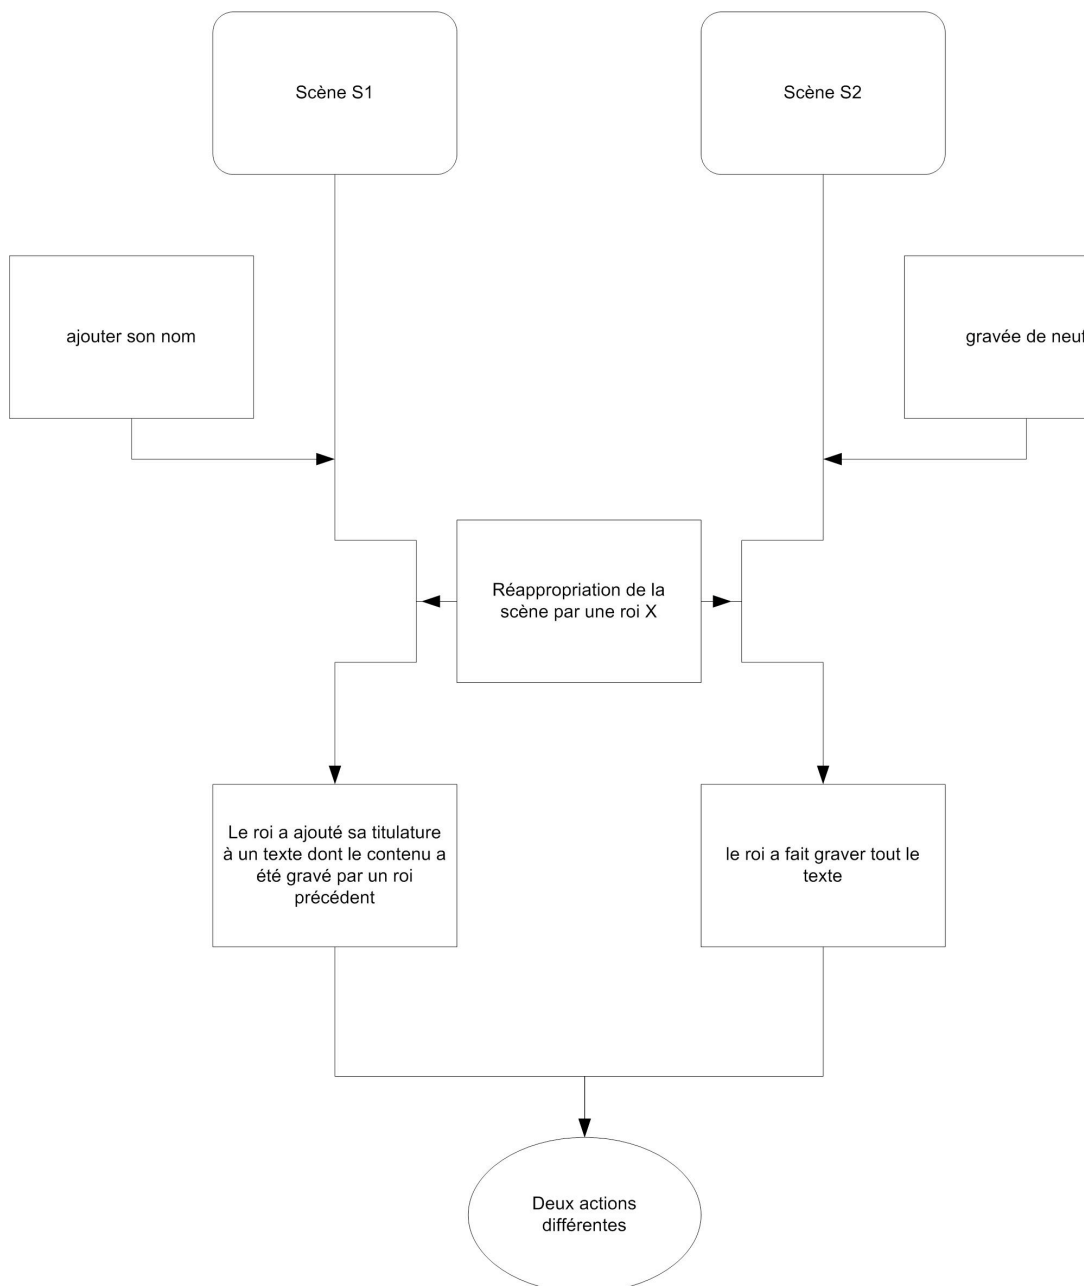 Scène S1
Scène S2
ajouter son nom
gravée de neuf
Réappropriation de la
scène par une roi X
Le roi a ajouté sa titulature
à un texte dont le contenu a
été gravé par un roi
précédent
le roi a fait graver tout le
texte
Deux actions
différentes